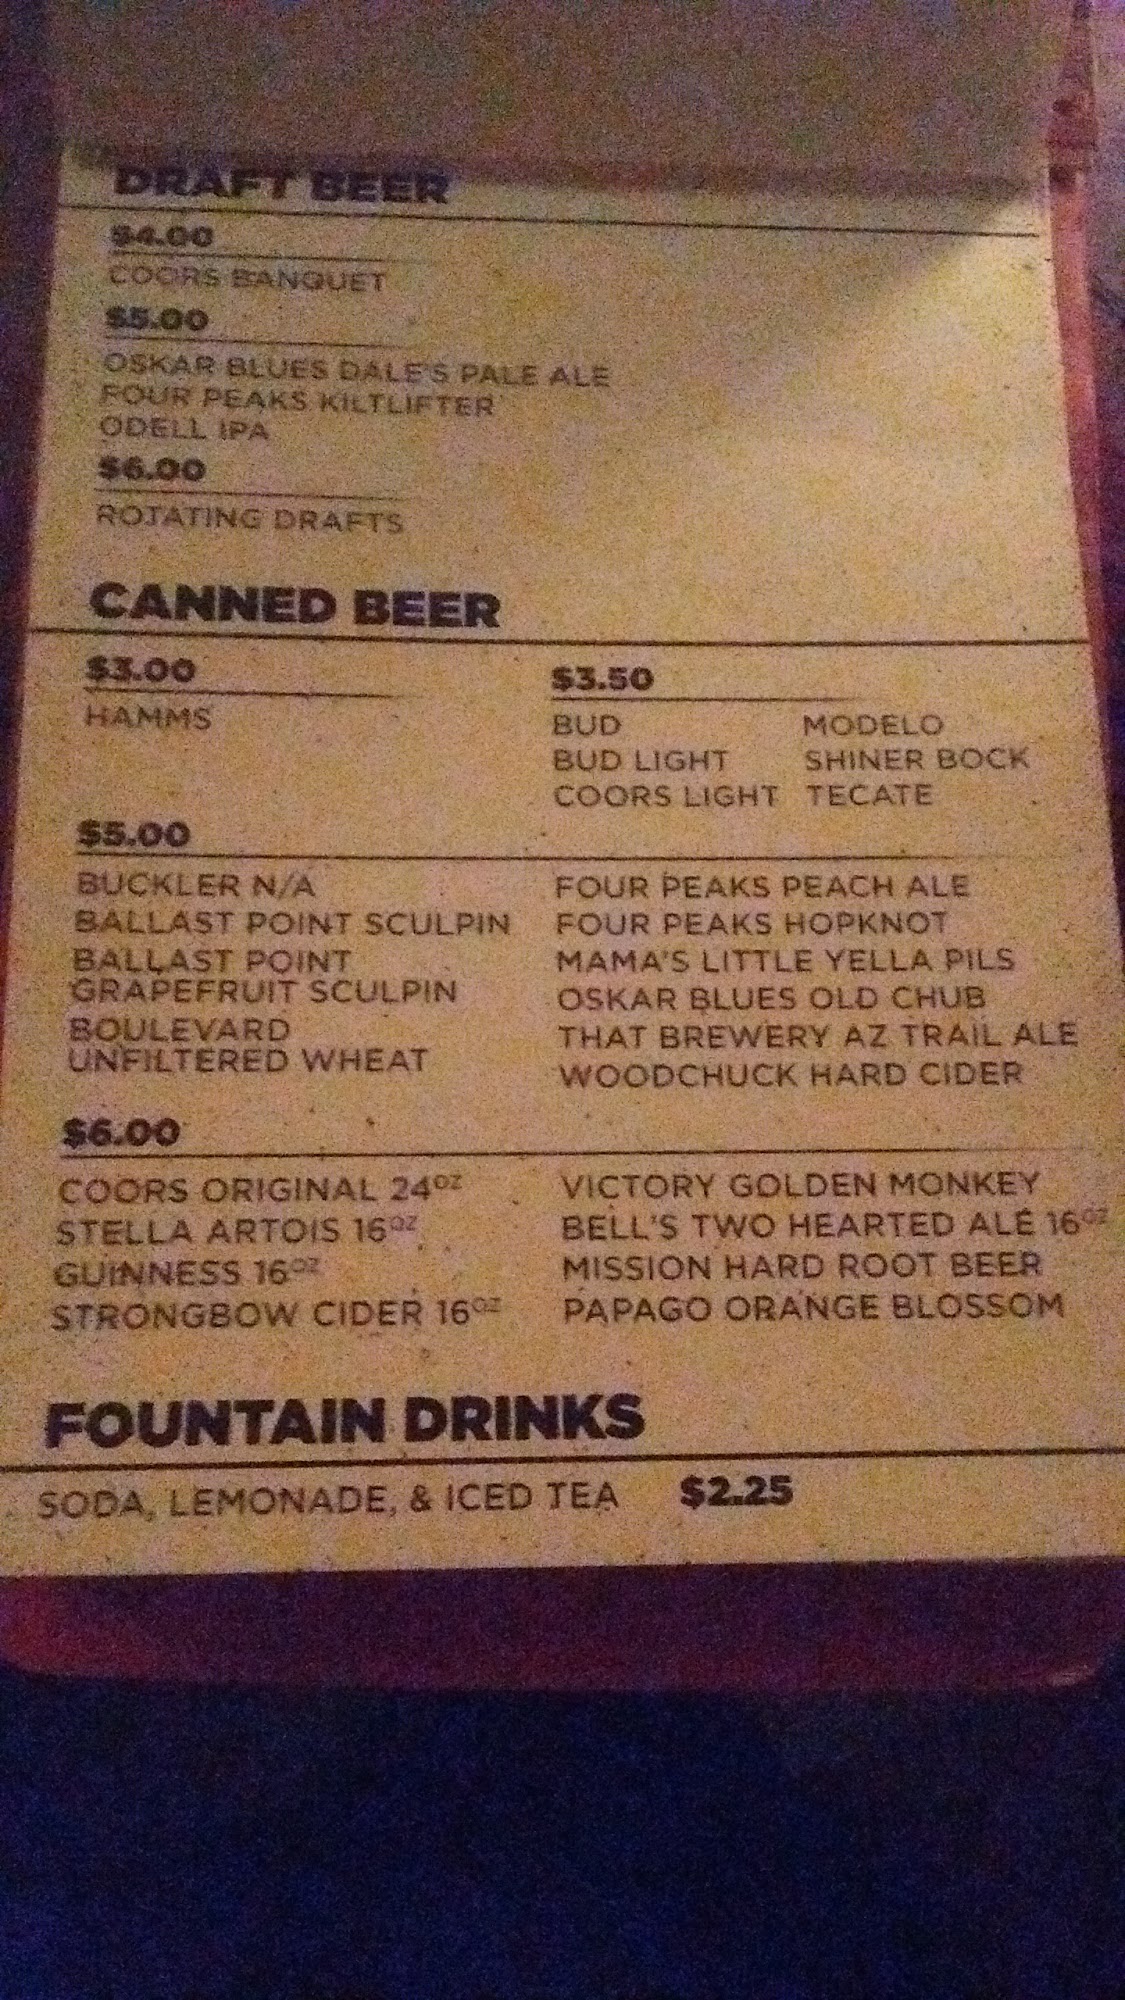 DRAFT BEER
$4.00
COORS BANQUET
$5.00
OSKAR BLUES DALE'S PALE ALE
FOUR PEAKS KILTLIFTER
ODELL IPA
$6.00
ROTATING DRAFTS
CANNED BEER
$3.00
HAMMS
$3.50
BUD
BUD LIGHT
COORS LIGHT
MODELO
SHINER BOCK
TECATE
$5.00
BUCKLER N/A
BALLAST POINT SCULPIN
BALLAST POINT
GRAPEFRUIT SCULPIN
BOULEVARD
UNFILTERED WHEAT
FOUR PEAKS PEACH ALE
FOUR PEAKS HOPKNOT
MAMA'S LITTLE YELLA PILS
OSKAR BLUES OLD CHUB
THAT BREWERY AZ TRAIL ALE
WOODCHUCK HARD CIDER
$6.00
COORS ORIGINAL 24OZ
STELLA ARTOIS 16OZ
GUINNESS 16OZ
STRONGBOW CIDER 16OZ
VICTORY GOLDEN MONKEY
BELL'S TWO HEARTED ALE 16OZ
MISSION HARD ROOT BEER
PAPAGO ORANGE BLOSSOM
FOUNTAIN DRINKS
SODA, LEMONADE, & ICED TEA $2.25